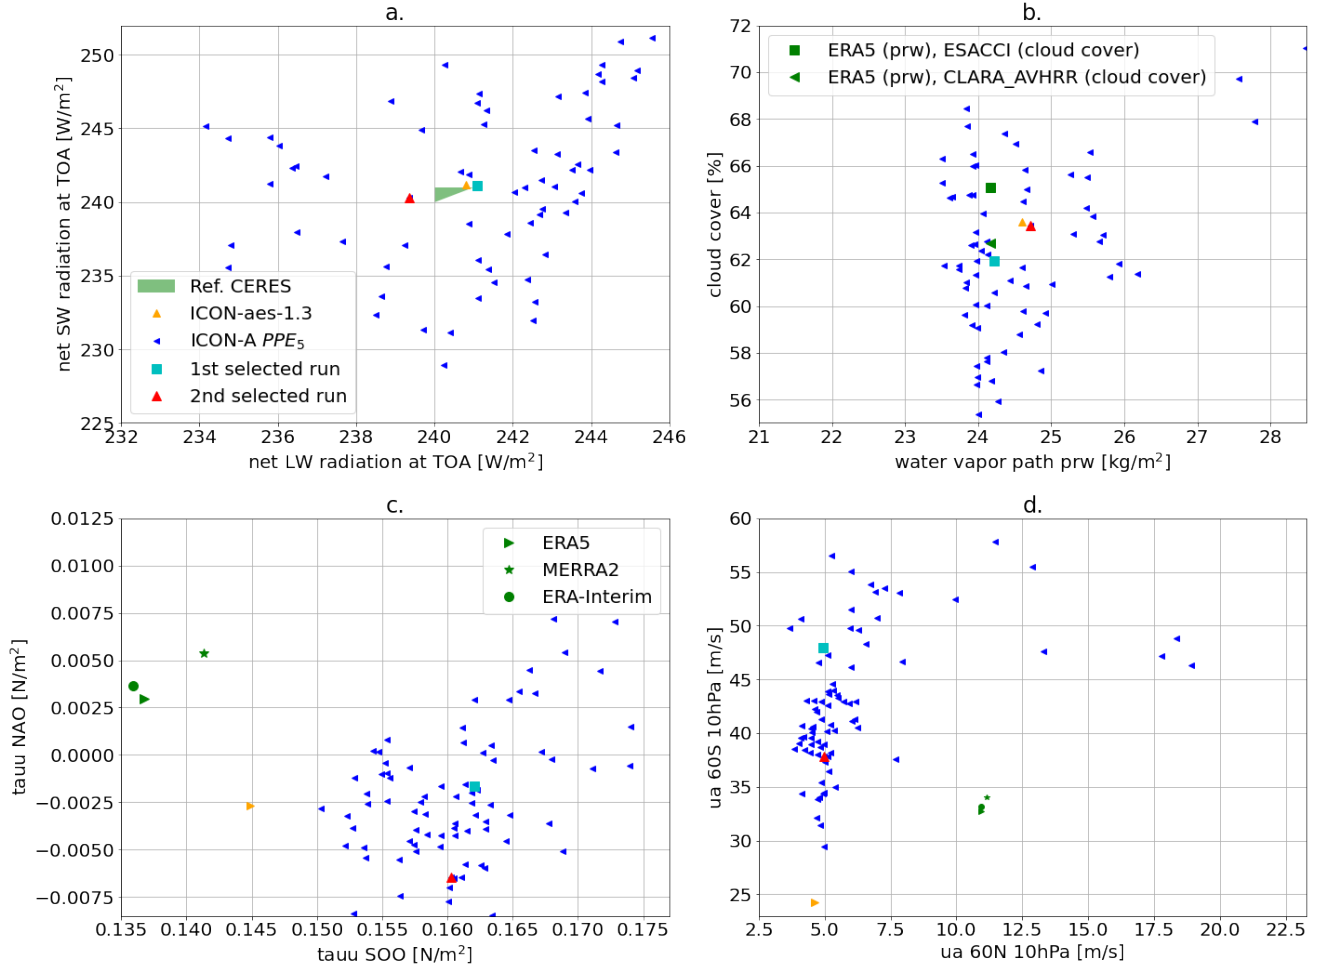 a.
net SW radiation at TOA [W/m²]
250
245
240
235
230
225
Ref. CERES
ICON-aes-1.3
ICON-A PPE₅
1st selected run
2nd selected run
232 234 236 238 240 242 244 246
net LW radiation at TOA [W/m²]
b.
cloud cover [%]
72
70
68
66
64
62
60
58
56
ERA5 (prw), ESACCI (cloud cover)
ERA5 (prw), CLARA_AVHRR (cloud cover)
21 22 23 24 25 26 27 28
water vapor path prw [kg/m²]
c.
tauu NAO [N/m²]
0.0125
0.0100
0.0075
0.0050
0.0025
0.0000
−0.0025
−0.0050
−0.0075
ERA5
MERRA2
ERA-Interim
0.135 0.140 0.145 0.150 0.155 0.160 0.165 0.170 0.175
tauu SOO [N/m²]
d.
ua 60S 10hPa [m/s]
60
55
50
45
40
35
30
25
2.5 5.0 7.5 10.0 12.5 15.0 17.5 20.0 22.5
ua 60N 10hPa [m/s]